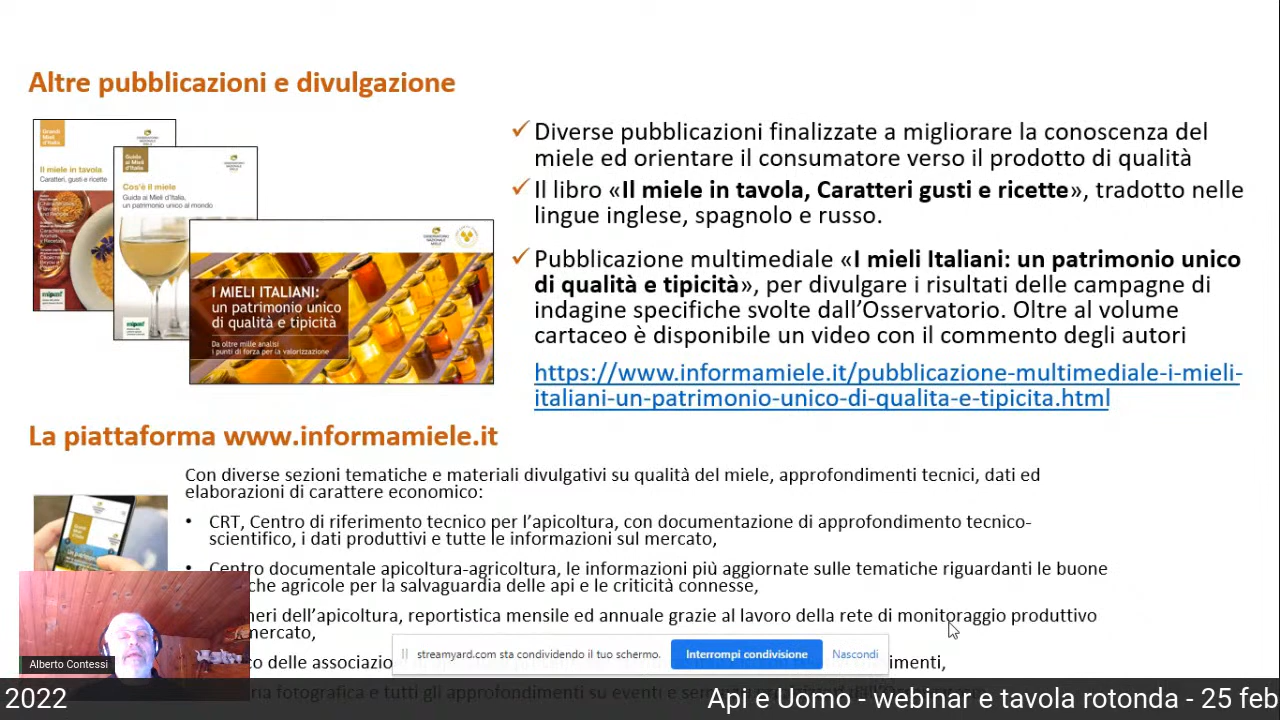 Altre pubblicazioni e divulgazione
Grandi
Mieli
d'Italia
Il miele in tavola
Caratteri, gusti e ricette
Guida
ai Mieli
d'Italia
Cos'è il miele
Guida ai Mieli d'Italia,
un patrimonio unico al mondo
I MIELI ITALIANI:
un patrimonio unico
di qualità e tipicità
Da oltre mille analisi
i punti di forza per la valorizzazione
Diverse pubblicazioni finalizzate a migliorare la conoscenza del
miele ed orientare il consumatore verso il prodotto di qualità
Il libro «Il miele in tavola, Caratteri gusti e ricette», tradotto nelle
lingue inglese, spagnolo e russo.
Pubblicazione multimediale «I mieli Italiani: un patrimonio unico
di qualità e tipicità», per divulgare i risultati delle campagne di
indagine specifiche svolte dall'Osservatorio. Oltre al volume
cartaceo è disponibile un video con il commento degli autori
https://www.informamiele.it/pubblicazione-multimediale-i-mieli-
italiani-un-patrimonio-unico-di-qualita-e-tipicita.html
La piattaforma www.informamiele.it
Con diverse sezioni tematiche e materiali divulgativi su qualità del miele, approfondimenti tecnici, dati ed
elaborazioni di carattere economico:
• CRT, Centro di riferimento tecnico per l'apicoltura, con documentazione di approfondimento tecnico-
scientifico, i dati produttivi e tutte le informazioni sul mercato,
• Centro documentale apicoltura-agricoltura, le informazioni più aggiornate sulle tematiche riguardanti le buone
che agricole per la salvaguardia delle api e le criticità connesse,
neri dell'apicoltura, reportistica mensile ed annuale grazie al lavoro della rete di monitoraggio produttivo
mercato,
delle associazio
imenti,
fotografica e tutti gli approfondimenti su eventi e
streamyard.com sta condividendo il tuo schermo.
Interrompi condivisione
Nascondi
Alberto Contessi
2022
Api e Uomo - webinar e tavola rotonda - 25 feb